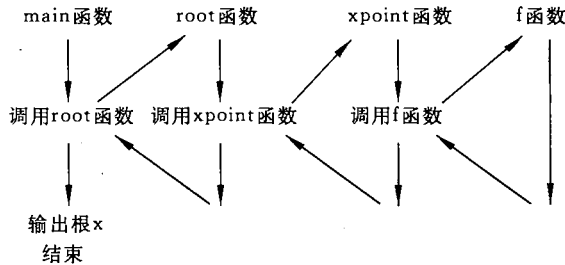 main函数 root函数 xpoint函数 f函数
调用root函数 调用xpoint函数 调用f函数
输出根x
结束